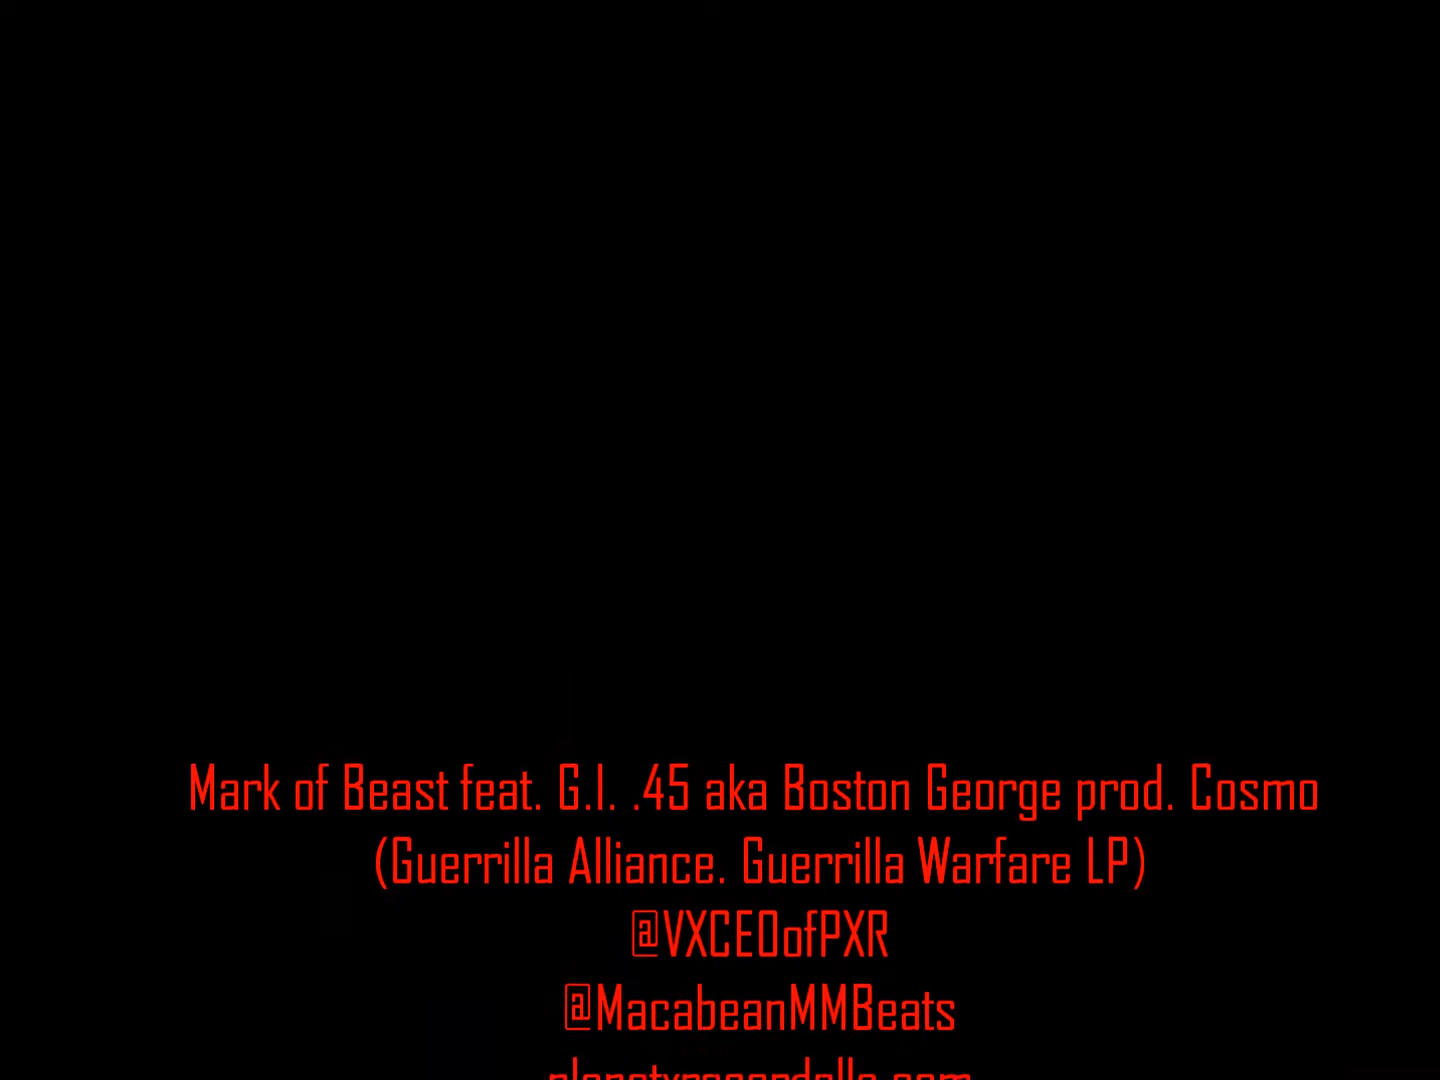 Mark of Beast feat. G.I. .45 aka Boston George prod. Cosmo
(Guerrilla Alliance. Guerrilla Warfare LP)
@VXCEOofPXR
@MacabeanMMBeats